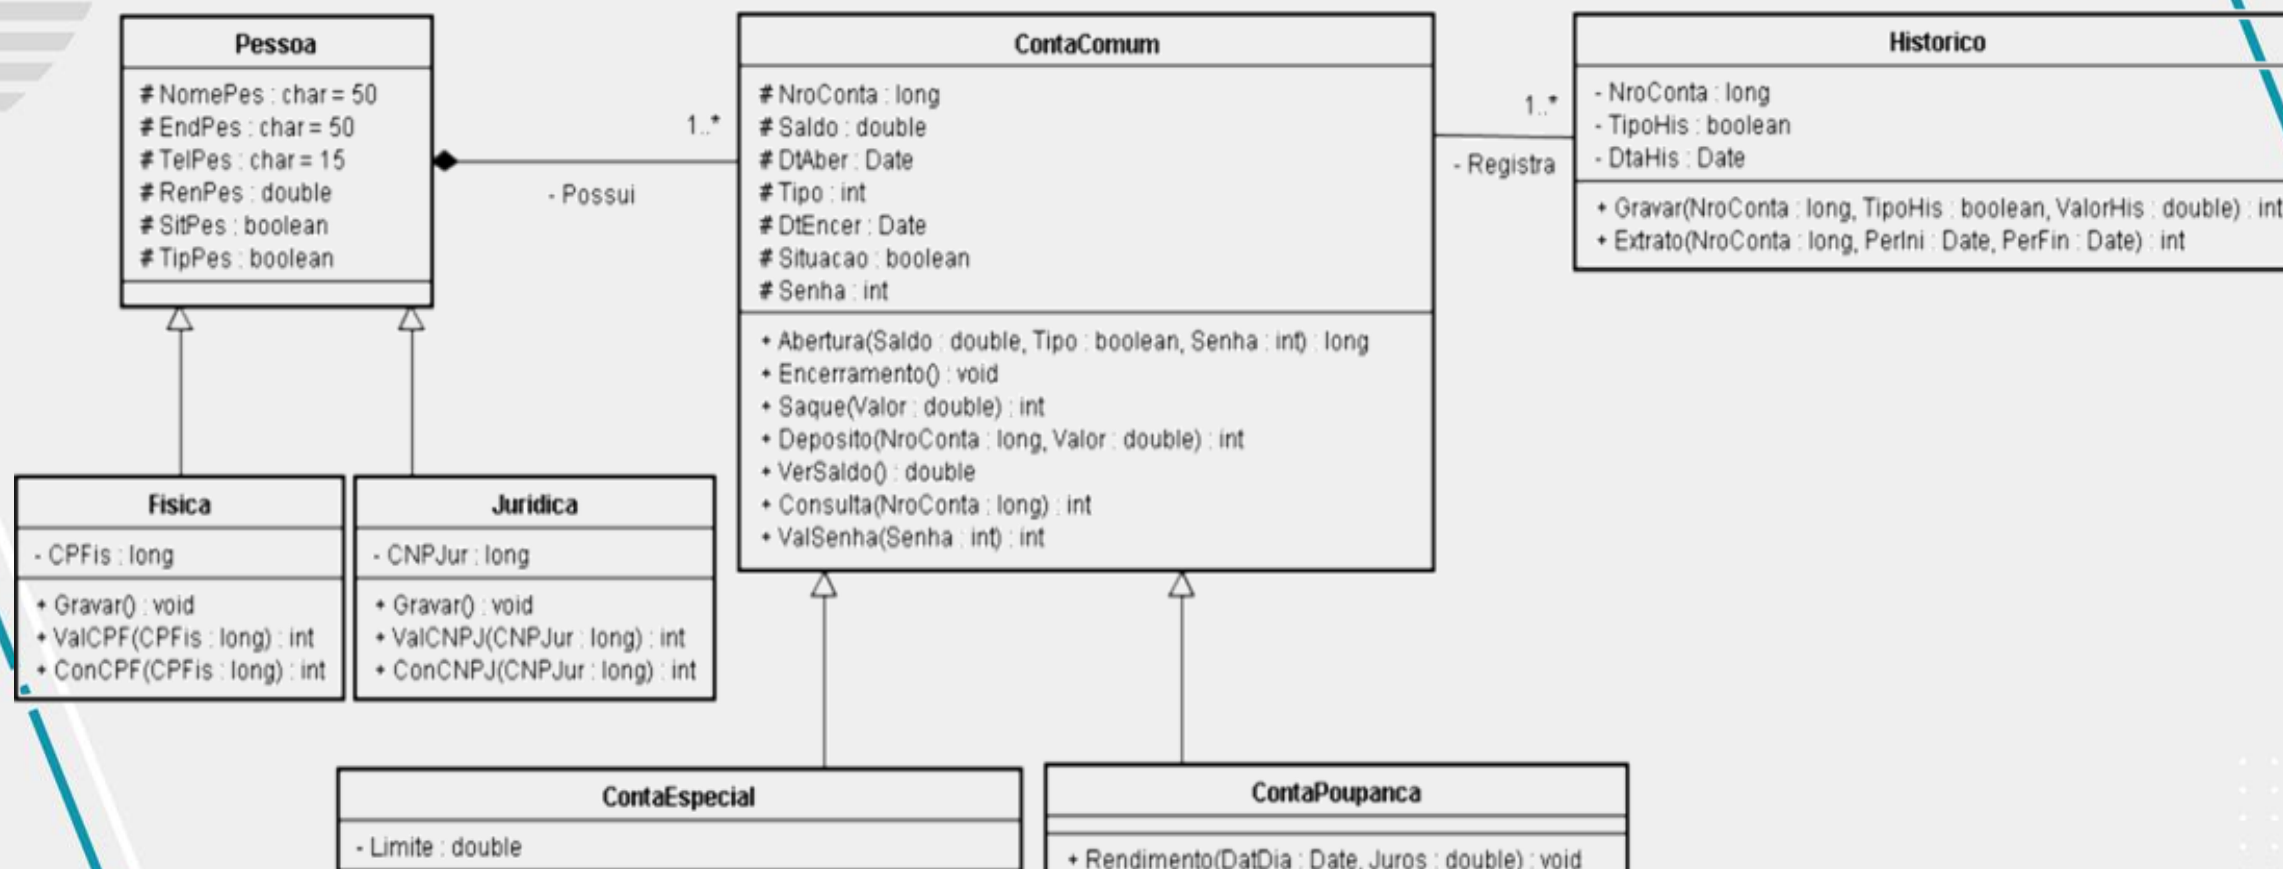 Pessoa
# NomePes : char = 50
# EndPes : char = 50
# TelPes : char = 15
# RenPes : double
# SitPes : boolean
# TipPes : boolean
1..*
- Possui
ContaComum
# NroConta : long
# Saldo : double
# DtAber : Date
# Tipo : int
# DtEncer : Date
# Situacao : boolean
# Senha : int
+ Abertura(Saldo : double, Tipo : boolean, Senha : int) : long
+ Encerramento() : void
+ Saque(Valor : double) : int
+ Deposito(NroConta : long, Valor : double) : int
+ VerSaldo() : double
+ Consulta(NroConta : long) : int
+ ValSenha(Senha : int) : int
1..*
- Registra
Historico
- NroConta : long
- TipoHis : boolean
- DtaHis : Date
+ Gravar(NroConta : long, TipoHis : boolean, ValorHis : double) : int
+ Extrato(NroConta : long, PerIni : Date, PerFin : Date) : int
Fisica
- CPFis : long
+ Gravar() : void
+ ValCPF(CPFis : long) : int
+ ConCPF(CPFis : long) : int
Juridica
- CNPJur : long
+ Gravar() : void
+ ValCNPJ(CNPJur : long) : int
+ ConCNPJ(CNPJur : long) : int
ContaEspecial
- Limite : double
ContaPoupanca
+ Rendimento(DatDia : Date, Juros : double) : void